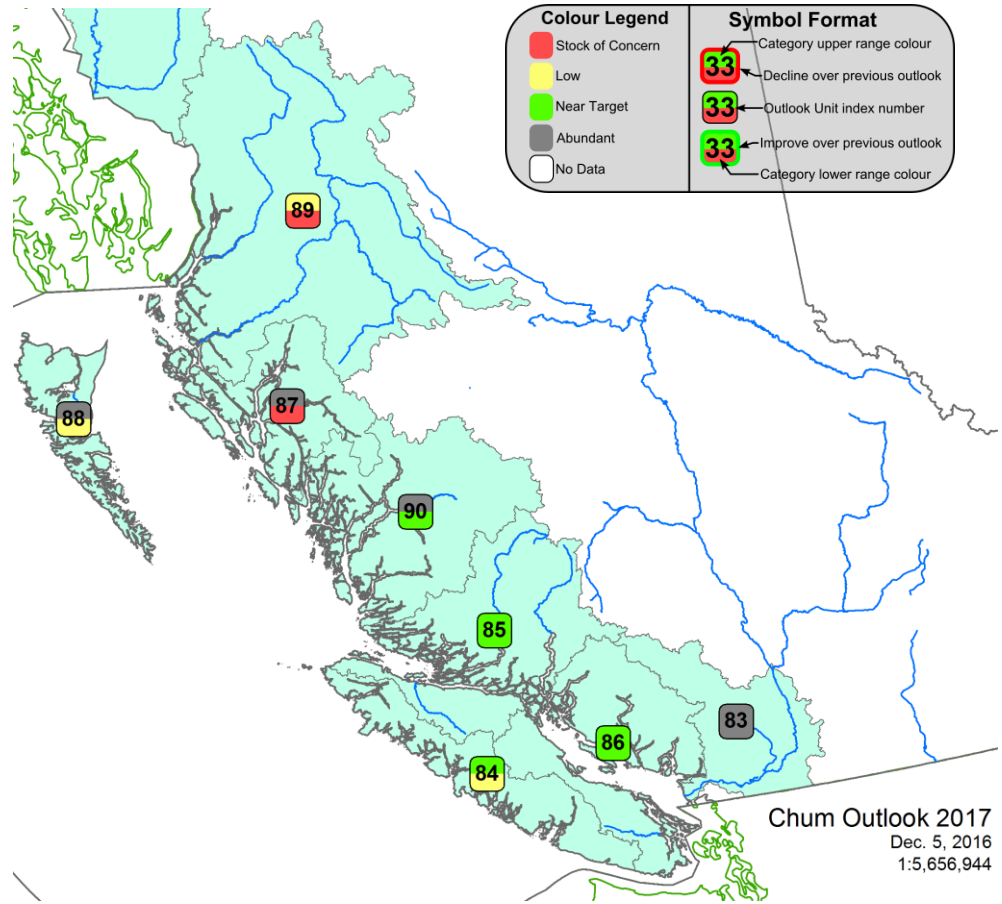 Colour Legend
Stock of Concern
Low
Near Target
Abundant
No Data
Symbol Format
33
Category upper range colour
Decline over previous outlook
33
Outlook Unit index number
33
Improve over previous outlook
Category lower range colour
89
88
87
90
85
83
86
84
Chum Outlook 2017
Dec. 5, 2016
1:5,656,944